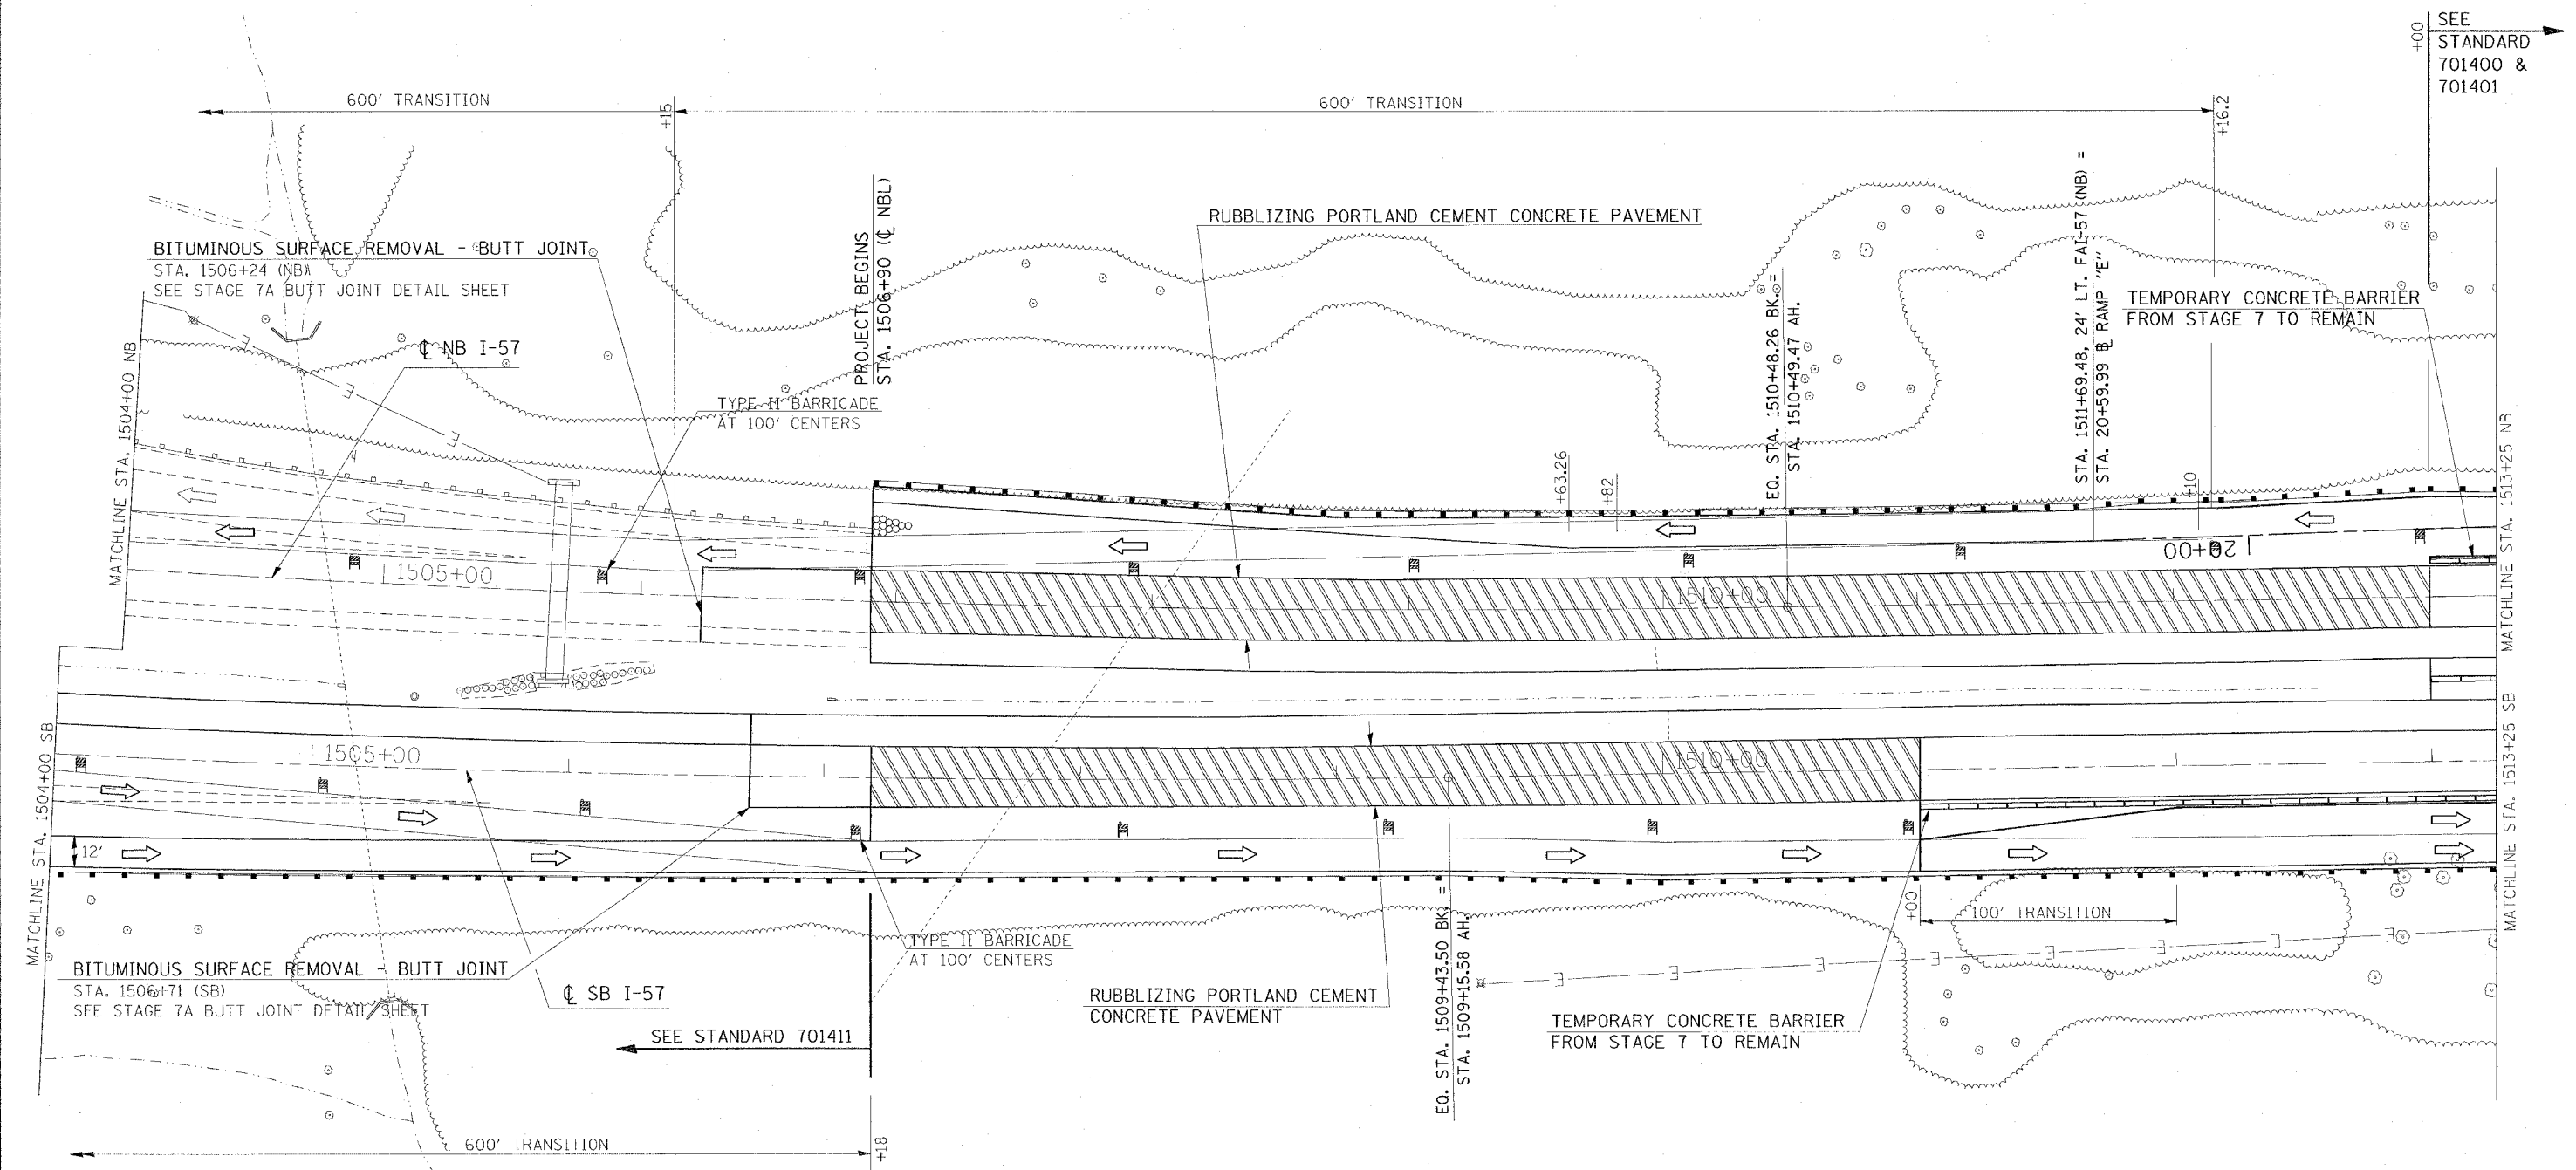 SEE
STANDARD
701400 &
701401
+00
600' TRANSITION
+15
600' TRANSITION
+16.2
BITUMINOUS SURFACE REMOVAL - BUTT JOINT
STA. 1506+24 (NB)
SEE STAGE 7A BUTT JOINT DETAIL SHEET
PROJECT BEGINS
STA. 1506+90 (℄ NBL)
RUBBLIZING PORTLAND CEMENT CONCRETE PAVEMENT
EQ. STA. 1510+48.26 BK. =
STA. 1510+49.47 AH.
STA. 1511+69.48, 24' LT. FAI-57 (NB) =
STA. 20+59.99 ℄ RAMP "E"
TEMPORARY CONCRETE BARRIER
FROM STAGE 7 TO REMAIN
℄ NB I-57
TYPE II BARRICADE
AT 100' CENTERS
MATCHLINE STA. 1504+00 NB
+63.26
+82
+10
MATCHLINE STA. 1513+25 NB
1505+00
1510+00
20+00
MATCHLINE STA. 1504+00 SB
1505+00
1510+00
MATCHLINE STA. 1513+25 SB
12'
+00
100' TRANSITION
TYPE II BARRICADE
AT 100' CENTERS
BITUMINOUS SURFACE REMOVAL - BUTT JOINT
STA. 1506+71 (SB)
SEE STAGE 7A BUTT JOINT DETAIL SHEET
℄ SB I-57
SEE STANDARD 701411
RUBBLIZING PORTLAND CEMENT
CONCRETE PAVEMENT
EQ. STA. 1509+43.50 BK. =
STA. 1509+15.58 AH.
TEMPORARY CONCRETE BARRIER
FROM STAGE 7 TO REMAIN
600' TRANSITION
+18